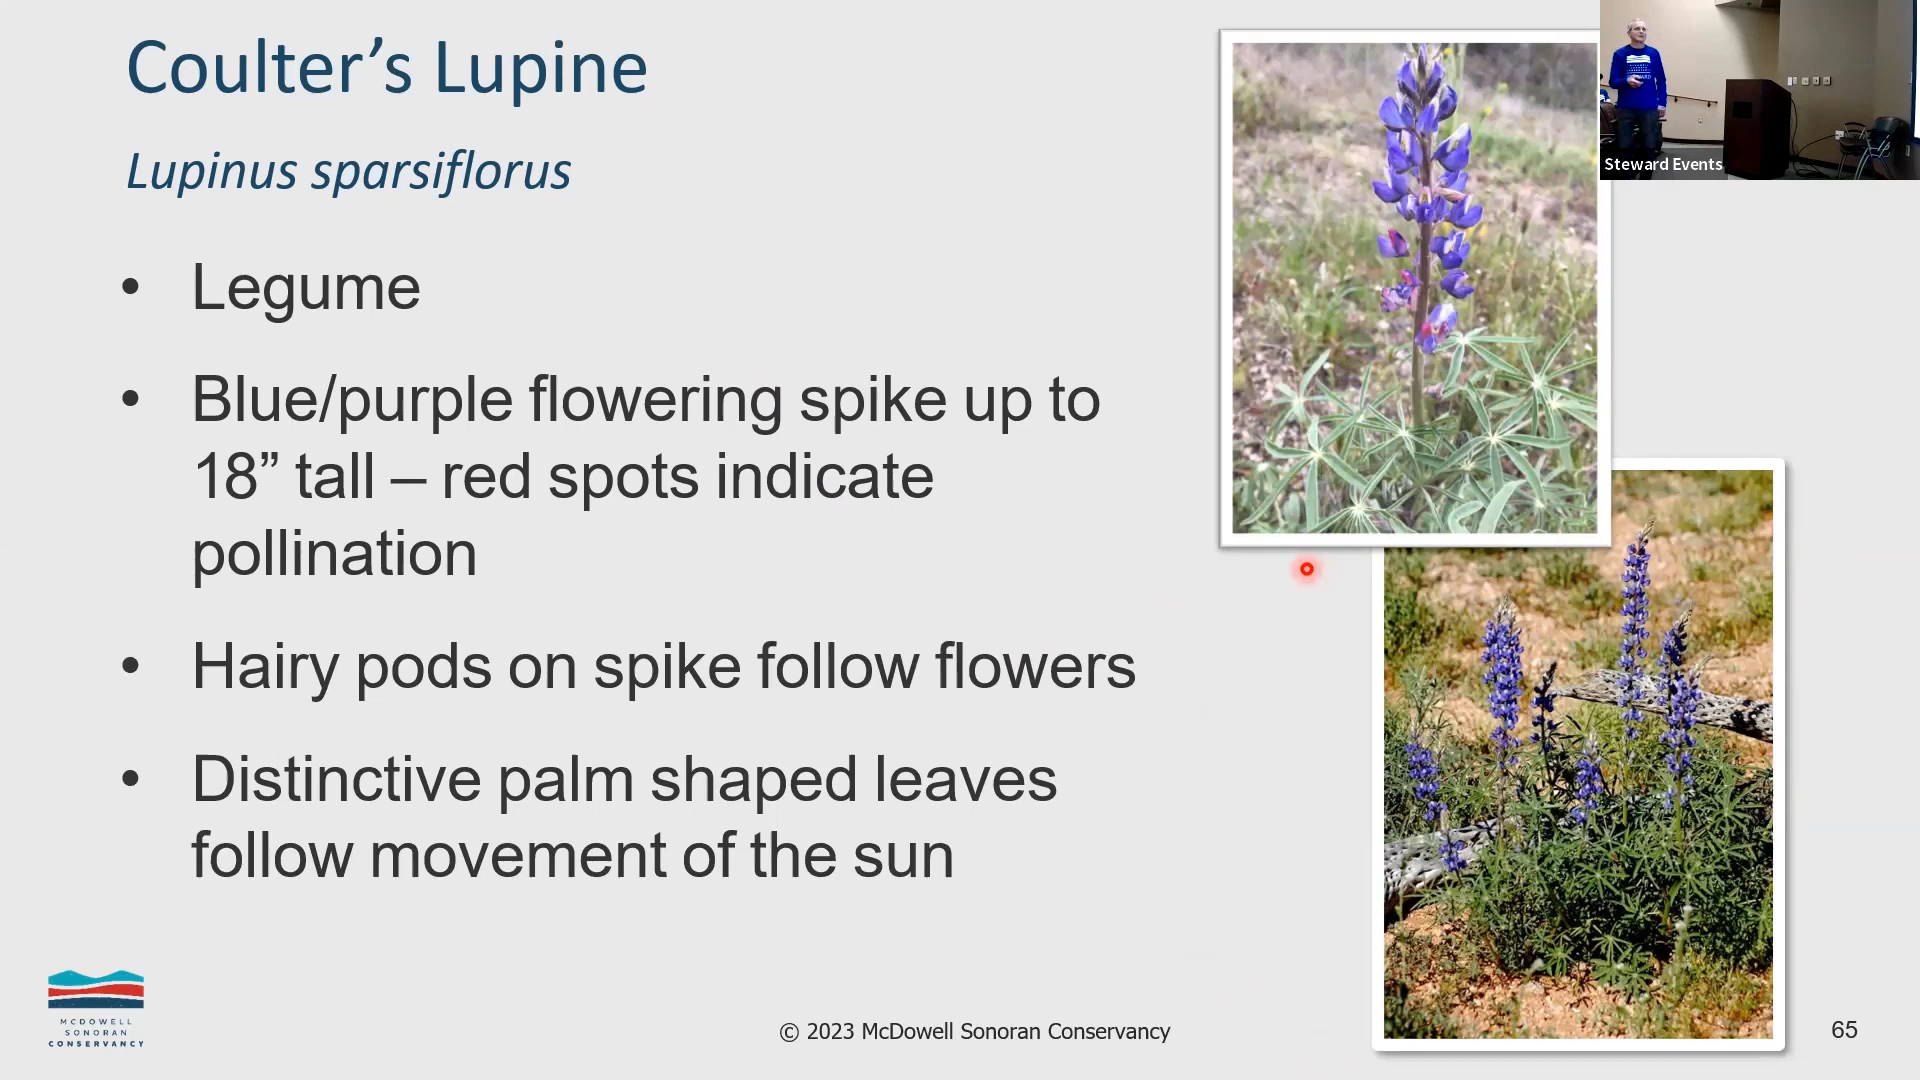 Coulter’s Lupine
Lupinus sparsiflorus
• Legume
• Blue/purple flowering spike up to
18” tall – red spots indicate
pollination
• Hairy pods on spike follow flowers
• Distinctive palm shaped leaves
follow movement of the sun
Steward Events
MCDOWELL
SONORAN
CONSERVANCY
© 2023 McDowell Sonoran Conservancy
65